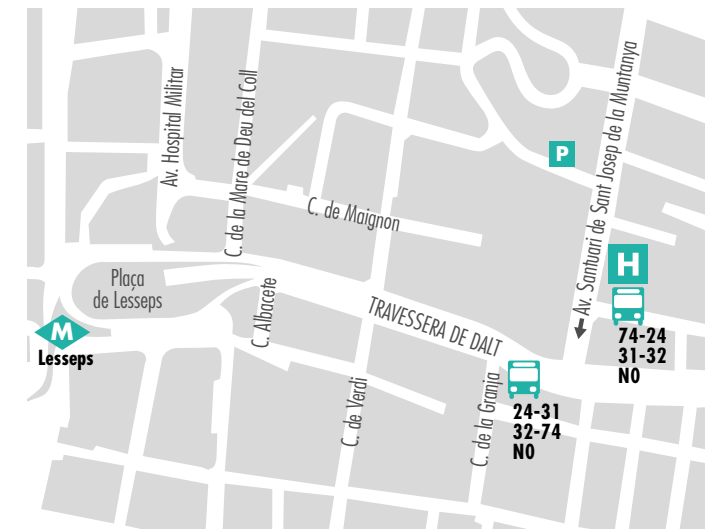 Av. Hospital Militar
C. de la Mare de Deu del Coll
Av. Santuari de Sant Josep de la Muntanya
P
C. de Maignon
H
Plaça
de Lesseps
C. Albacete
TRAVESSERA DE DALT
M
Lesseps
74-24
31-32
N0
C. de Verdi
C. de la Granja
24-31
32-74
N0